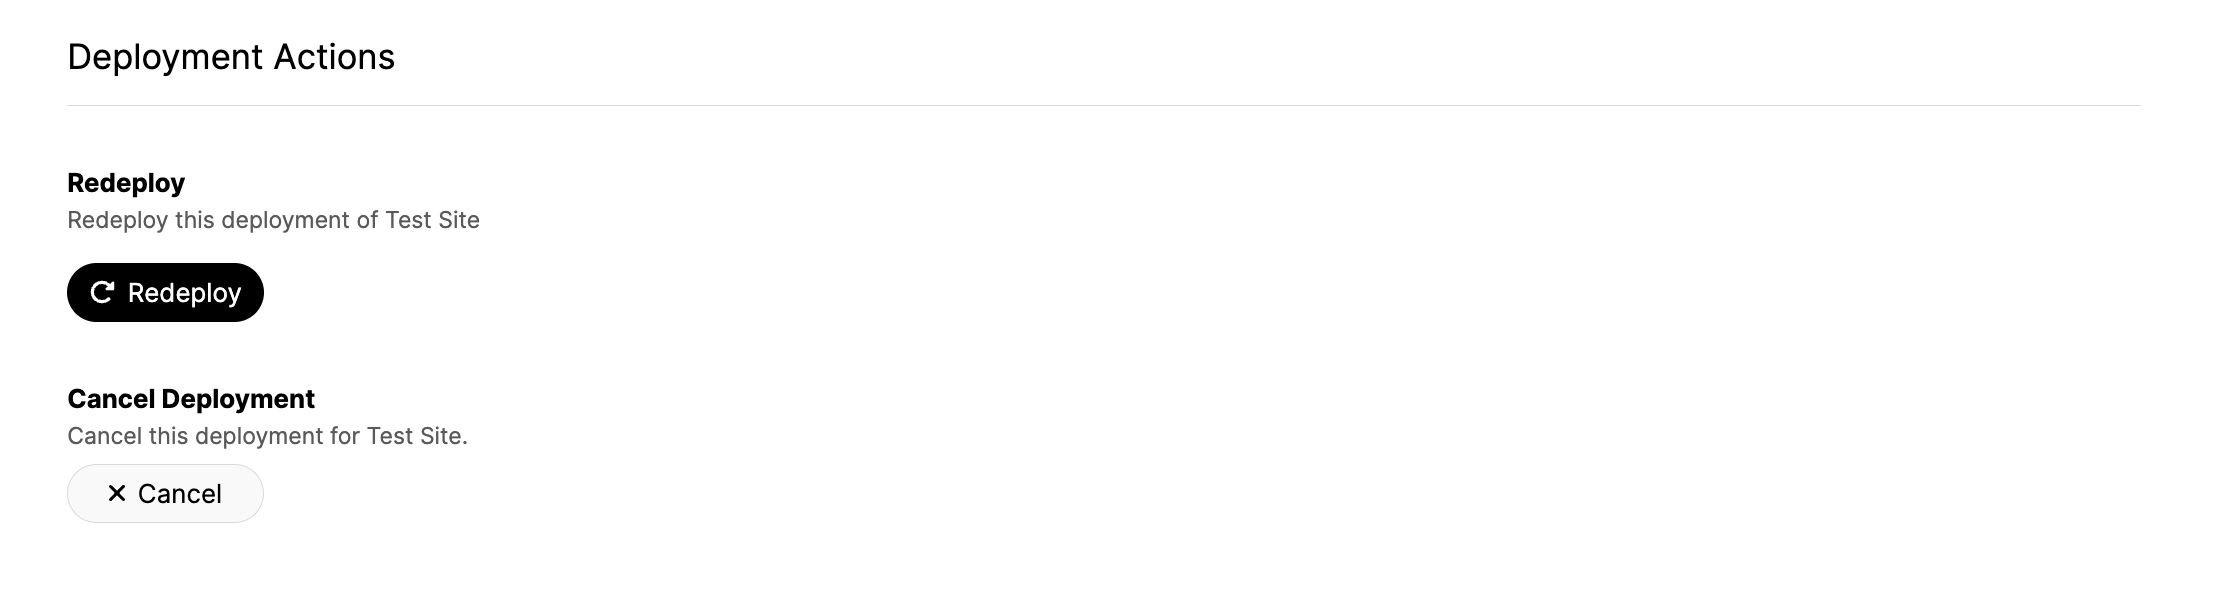 Deployment Actions
Redeploy
Redeploy this deployment of Test Site
Redeploy
Cancel Deployment
Cancel this deployment for Test Site.
Cancel